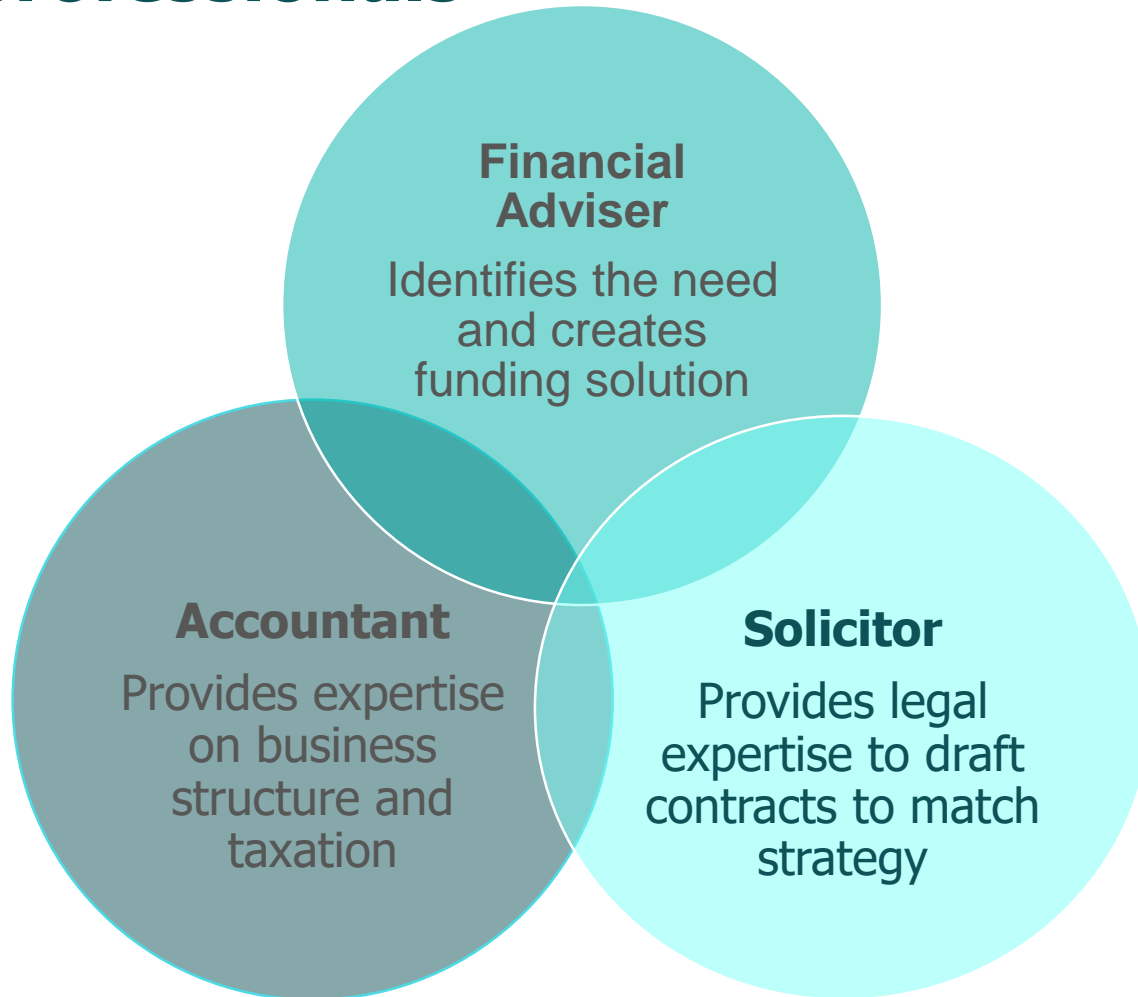 Financial
Adviser
Identifies the need
and creates
funding solution
Accountant
Provides expertise
on business
structure and
taxation
Solicitor
Provides legal
expertise to draft
contracts to match
strategy